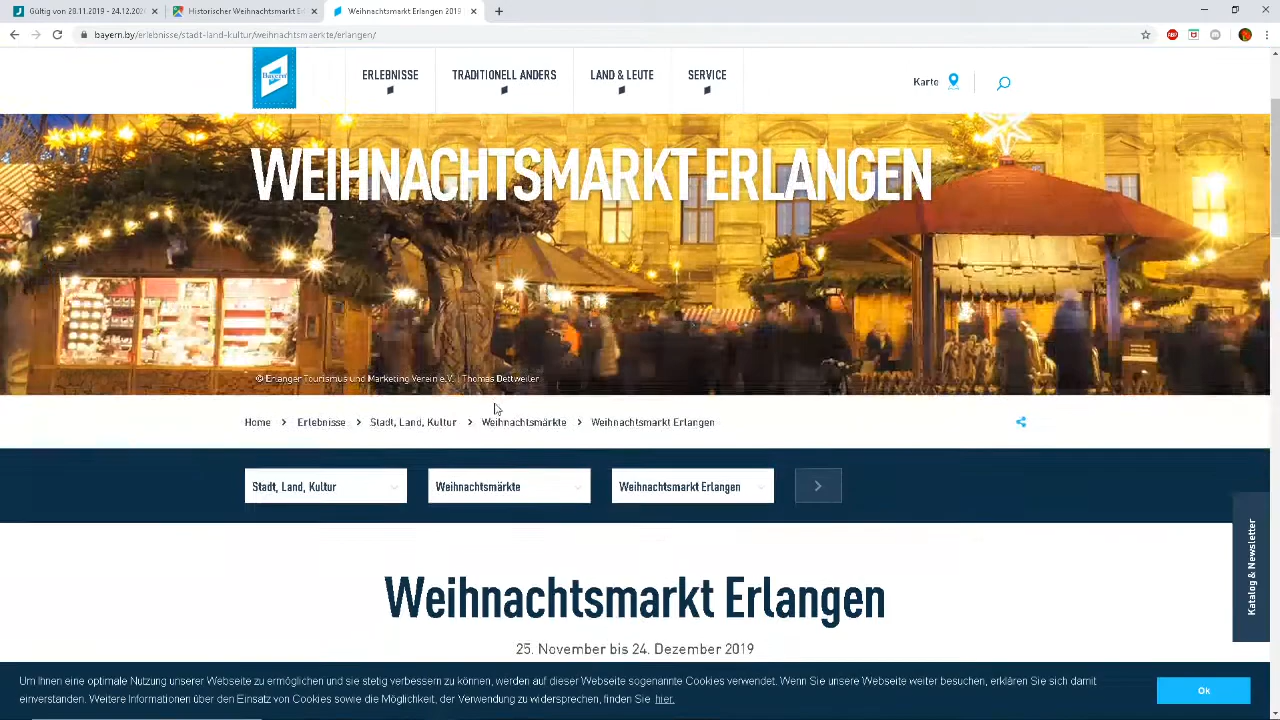 Gültig von 28.11.2019 - 24.12.202
Historischer Weihnachtsmarkt Ed
Weihnachtsmarkt Erlangen 2019
bayern.by/erlebnisse/stadt-land-kultur/weihnachtsmaerkte/erlangen/
Bayern
ERLEBNISSE
TRADITIONELL ANDERS
LAND & LEUTE
SERVICE
Karte
WEIHNACHTSMARKT ERLANGEN
© Erlanger Tourismus und Marketing Verein e.V. | Thomas Dettweiler
Home > Erlebnisse > Stadt, Land, Kultur > Weihnachtsmärkte > Weihnachtsmarkt Erlangen
Stadt, Land, Kultur
Weihnachtsmärkte
Weihnachtsmarkt Erlangen
Katalog & Newsletter
Weihnachtsmarkt Erlangen
25. November bis 24. Dezember 2019
Um Ihnen eine optimale Nutzung unserer Webseite zu ermöglichen und sie stetig verbessern zu können, werden auf dieser Webseite sogenannte Cookies verwendet. Wenn Sie unsere Webseite weiter besuchen, erklären Sie sich damit
einverstanden. Weitere Informationen über den Einsatz von Cookies sowie die Möglichkeit, der Verwendung zu widersprechen, finden Sie hier.
Ok